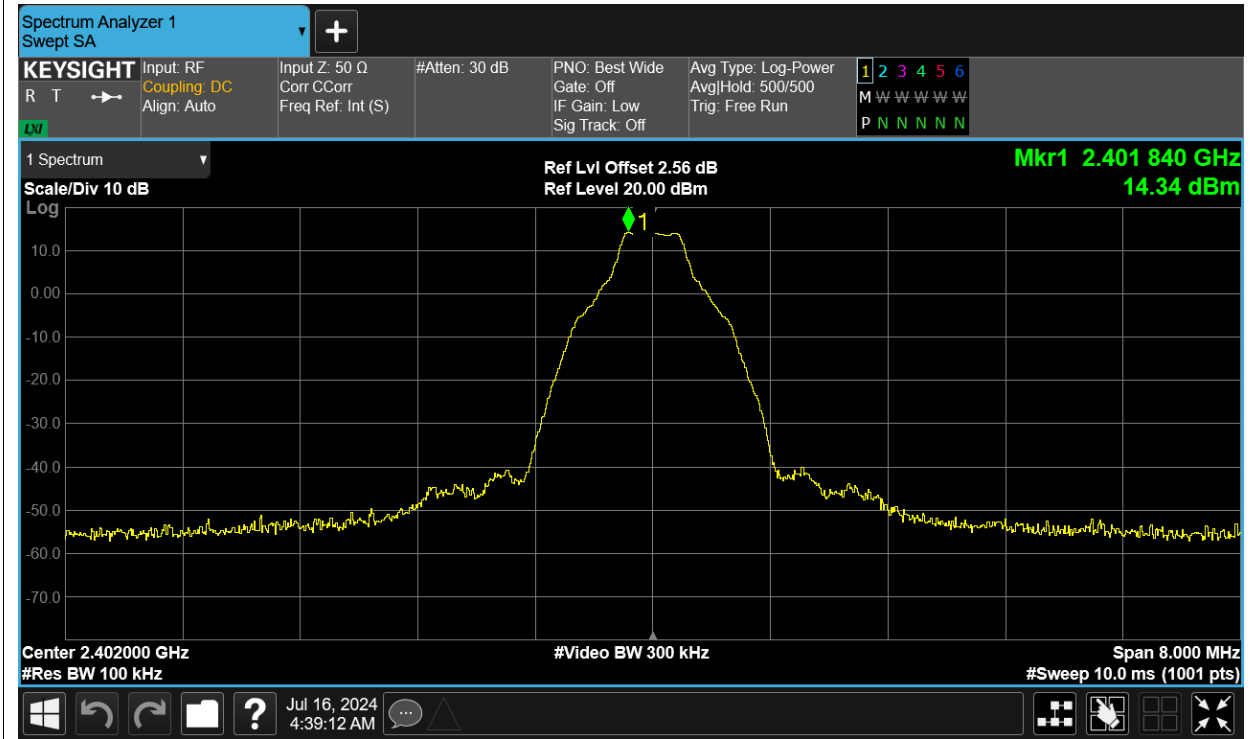 Spectrum Analyzer 1
Swept SA
KEYSIGHT
R T
LXI
Input: RF
Coupling: DC
Align: Auto
Input Z: 50 Ω
Corr CCorr
Freq Ref: Int (S)
#Atten: 30 dB
PNO: Best Wide
Gate: Off
IF Gain: Low
Sig Track: Off
Avg Type: Log-Power
Avg|Hold: 500/500
Trig: Free Run
1 2 3 4 5 6
M W W W W W
P N N N N N
1 Spectrum
Scale/Div 10 dB
Log
Ref Lvl Offset 2.56 dB
Ref Level 20.00 dBm
Mkr1 2.401 840 GHz
14.34 dBm
1
10.0
0.00
-10.0
-20.0
-30.0
-40.0
-50.0
-60.0
-70.0
Center 2.402000 GHz
#Video BW 300 kHz
Span 8.000 MHz
#Res BW 100 kHz
#Sweep 10.0 ms (1001 pts)
?
Jul 16, 2024
4:39:12 AM